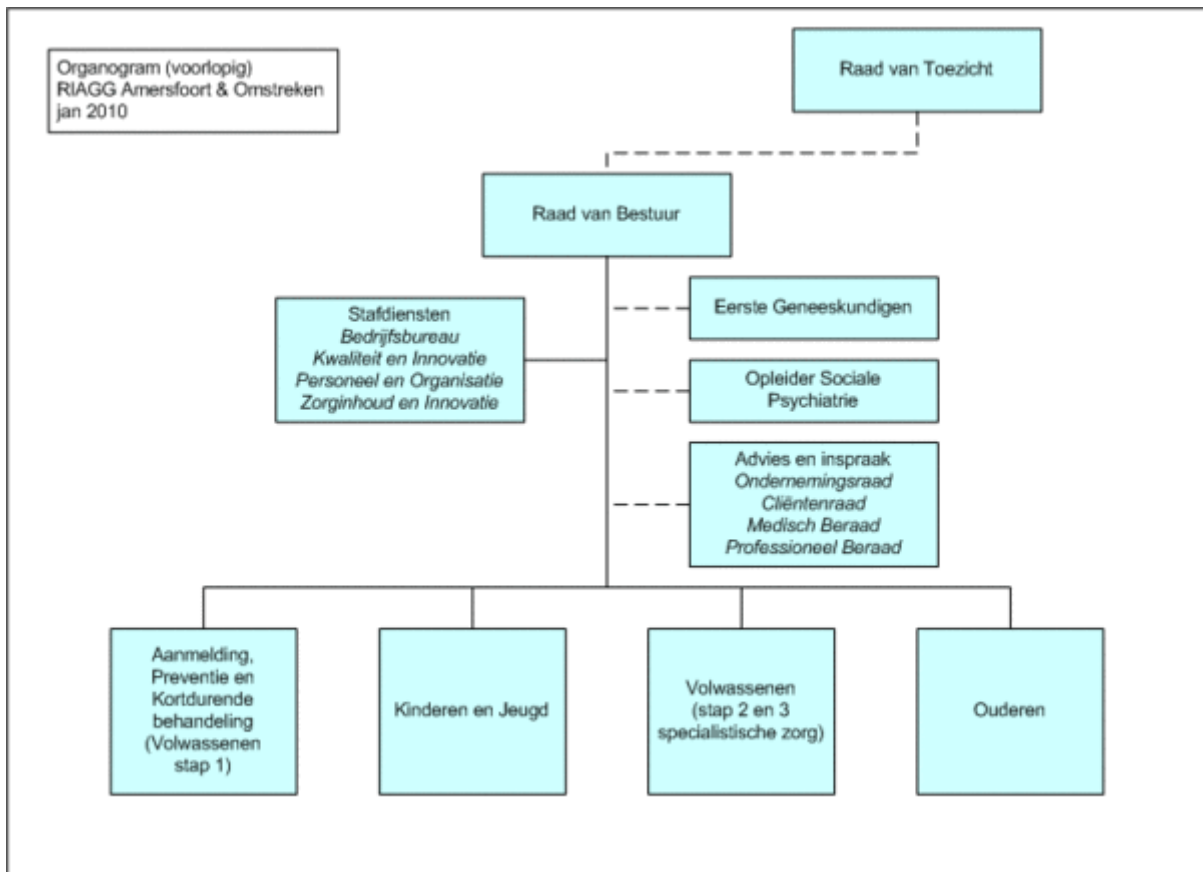 Organogram (voorlopig)
RIAGG Amersfoort & Omstreken
jan 2010
Raad van Toezicht
Raad van Bestuur
Stafdiensten
Bedrijfsbureau
Kwaliteit en Innovatie
Personeel en Organisatie
Zorginhoud en Innovatie
Eerste Geneeskundigen
Opleider Sociale
Psychiatrie
Advies en inspraak
Ondernemingsraad
Cliëntenraad
Medisch Beraad
Professioneel Beraad
Aanmelding,
Preventie en
Kortdurende
behandeling
(Volwassenen
stap 1)
Kinderen en Jeugd
Volwassenen
(stap 2 en 3
specialistische zorg)
Ouderen